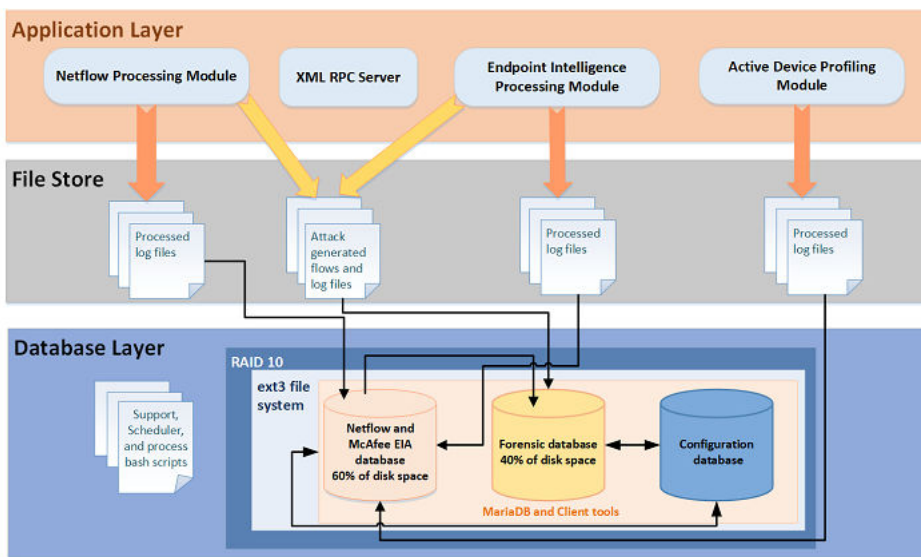 Application Layer
Netflow Processing Module
XML RPC Server
Endpoint Intelligence
Processing Module
Active Device Profiling
Module
File Store
Processed
log files
Attack
generated
flows and
log files
Processed
log files
Processed
log files
Database Layer
RAID 10
ext3 file
system
Support,
Scheduler,
and process
bash scripts
Netflow and
McAfee EIA
database
60% of disk space
Forensic database
40% of disk space
Configuration
database
MariaDB and Client tools